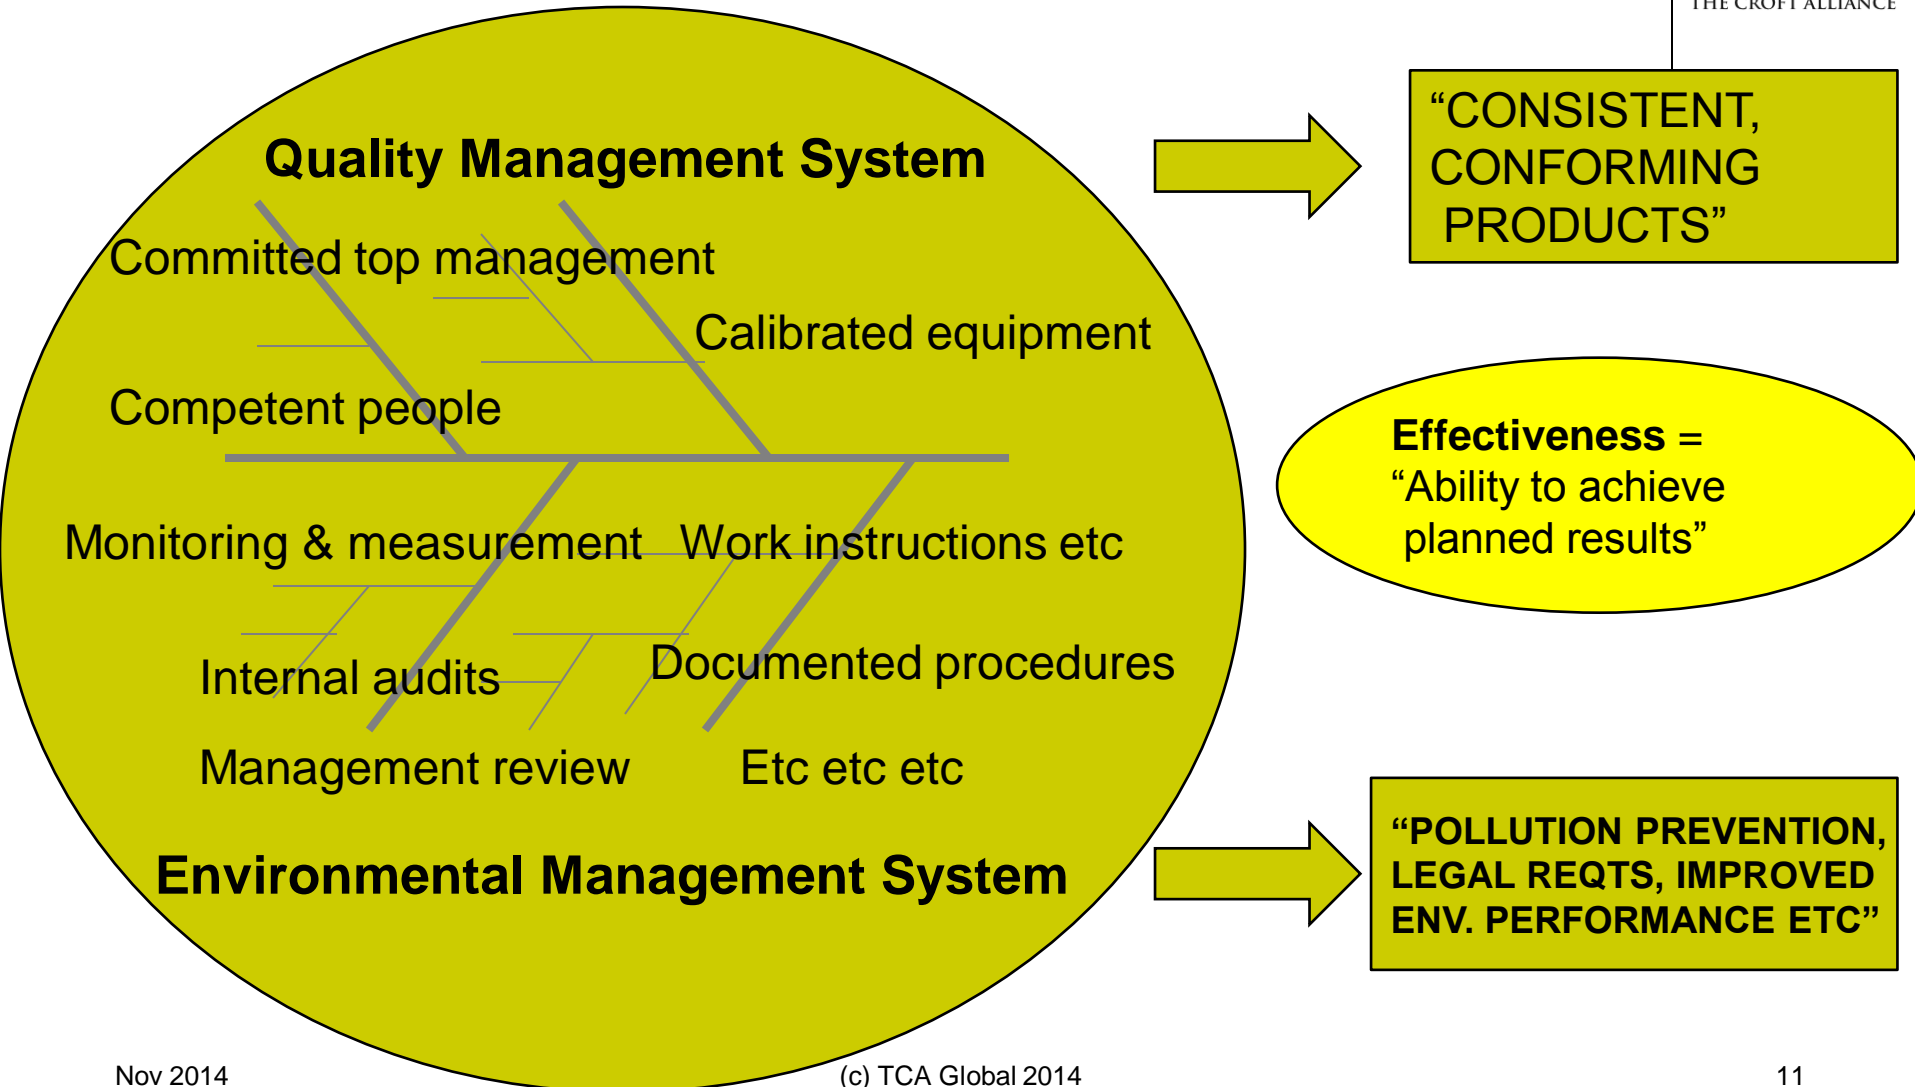 THE CROFT ALLIANCE
Quality Management System
Committed top management
Calibrated equipment
Competent people
Monitoring & measurement
Work instructions etc
Internal audits
Documented procedures
Management review
Etc etc etc
Environmental Management System
“CONSISTENT,
CONFORMING
PRODUCTS”
Effectiveness =
“Ability to achieve
planned results”
“POLLUTION PREVENTION,
LEGAL REQTS, IMPROVED
ENV. PERFORMANCE ETC”
Nov 2014
(c) TCA Global 2014
11